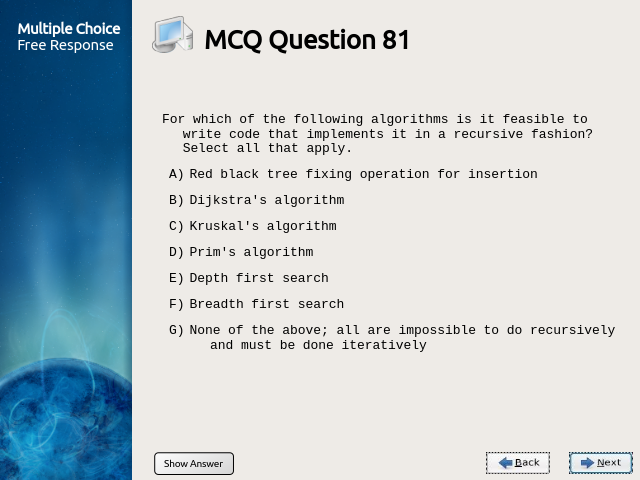 Multiple Choice
Free Response
MCQ Question 81
For which of the following algorithms is it feasible to
write code that implements it in a recursive fashion?
Select all that apply.
A) Red black tree fixing operation for insertion
B) Dijkstra's algorithm
C) Kruskal's algorithm
D) Prim's algorithm
E) Depth first search
F) Breadth first search
G) None of the above; all are impossible to do recursively
and must be done iteratively
Show Answer
Back
Next